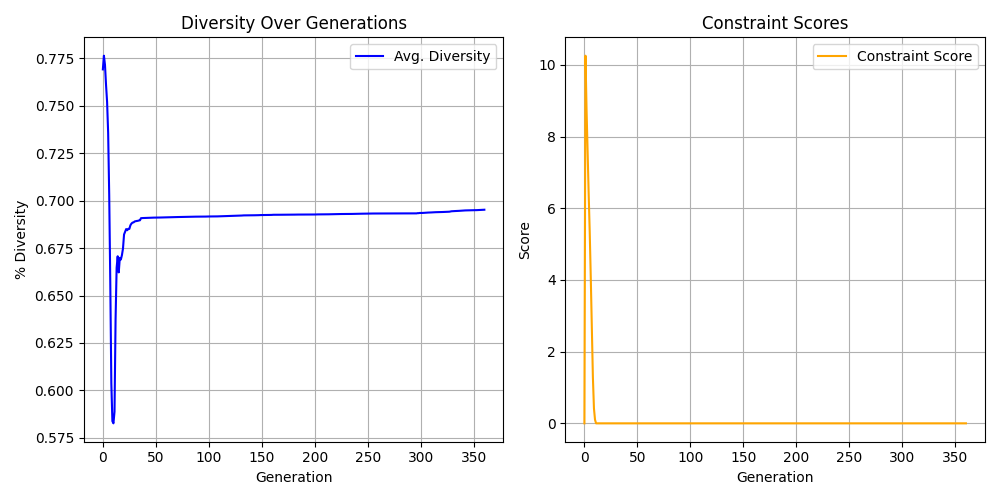 Diversity Over Generations
% Diversity
0.775
0.750
0.725
0.700
0.675
0.650
0.625
0.600
0.575
Avg. Diversity
0 50 100 150 200 250 300 350
Generation
Constraint Scores
Score
10
8
6
4
2
0
Constraint Score
0 50 100 150 200 250 300 350
Generation